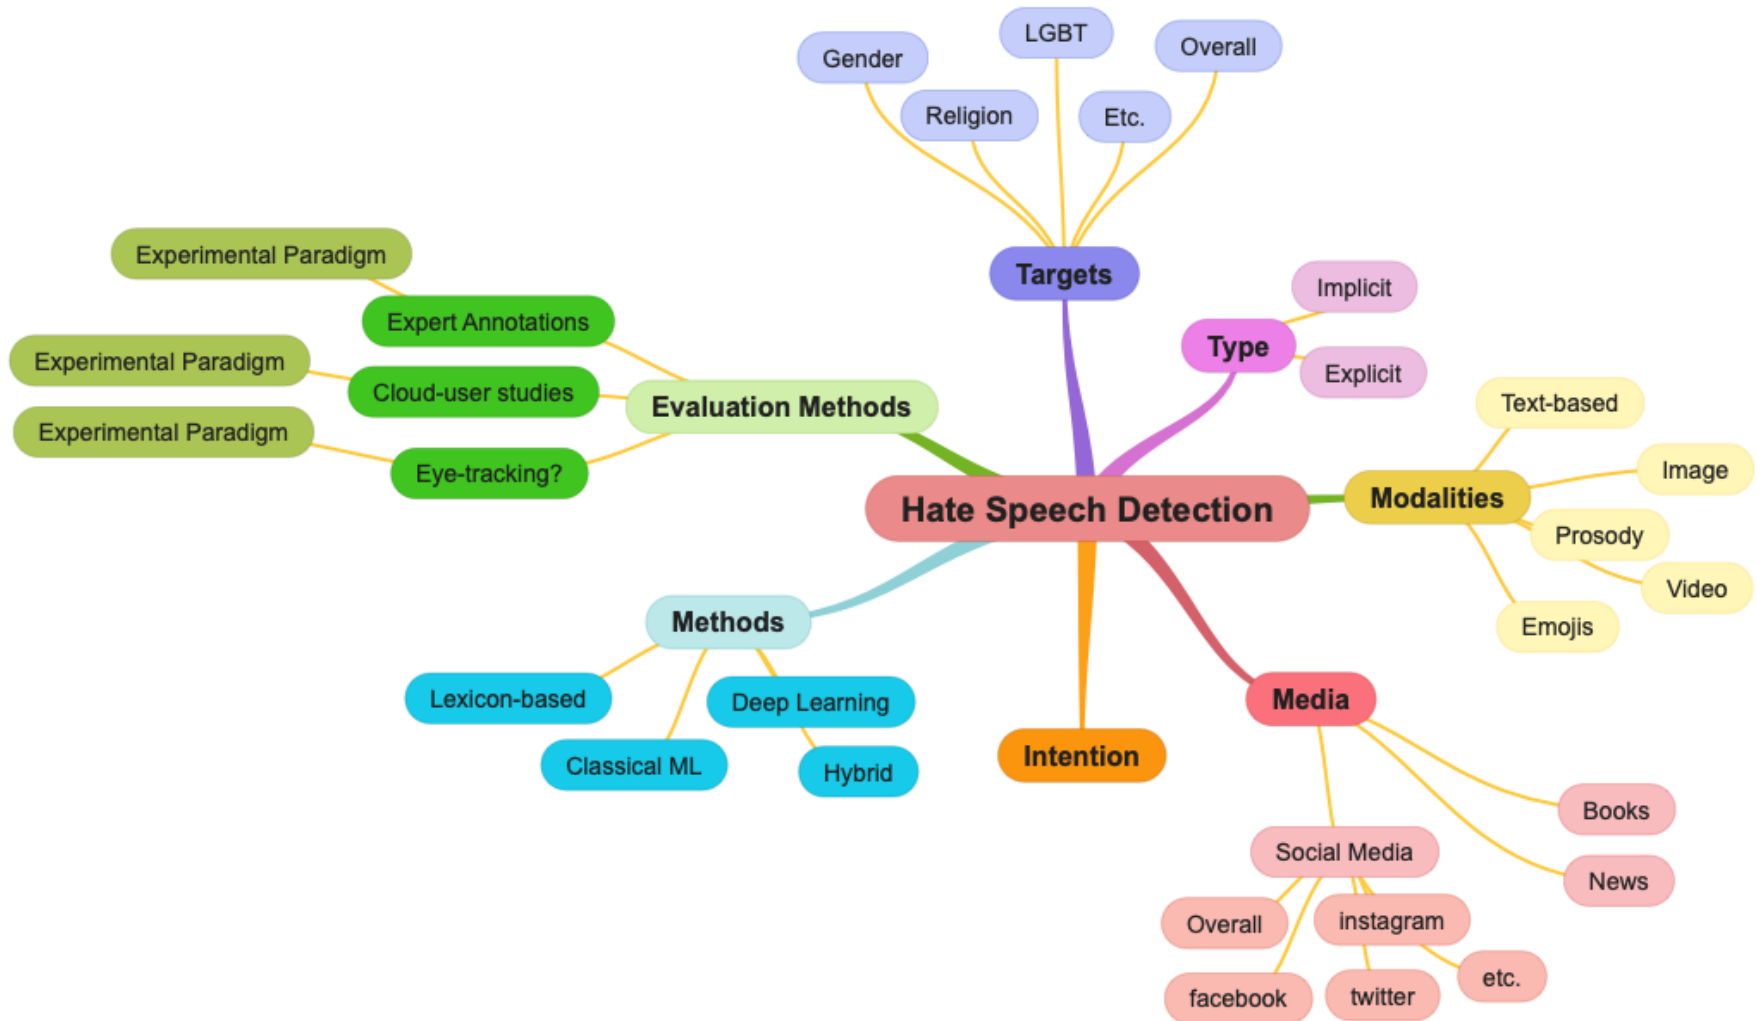 LGBT
Overall
Gender
Religion
Etc.
Targets
Experimental Paradigm
Expert Annotations
Experimental Paradigm
Cloud-user studies
Experimental Paradigm
Eye-tracking?
Evaluation Methods
Implicit
Type
Explicit
Text-based
Image
Modalities
Prosody
Video
Emojis
Hate Speech Detection
Methods
Lexicon-based
Deep Learning
Classical ML
Hybrid
Intention
Media
Books
News
Social Media
Overall
instagram
facebook
twitter
etc.